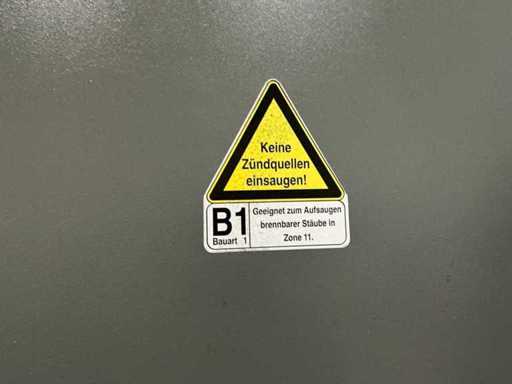 Keine
Zündquellen
einsaugen!
B1
Bauart 1
Geeignet zum Aufsaugen
brennbarer Stäube in
Zone 11.